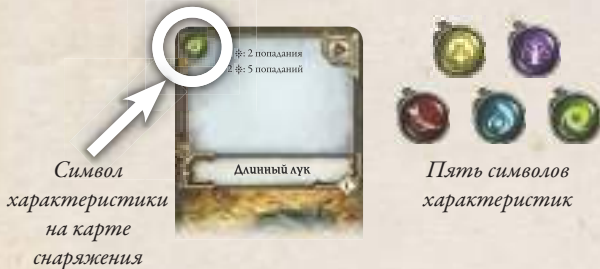 ✲: 2 попадания
2 ✲: 5 попаданий
Длинный лук
Символ
характеристики
на карте
снаряжения
Пять символов
характеристик